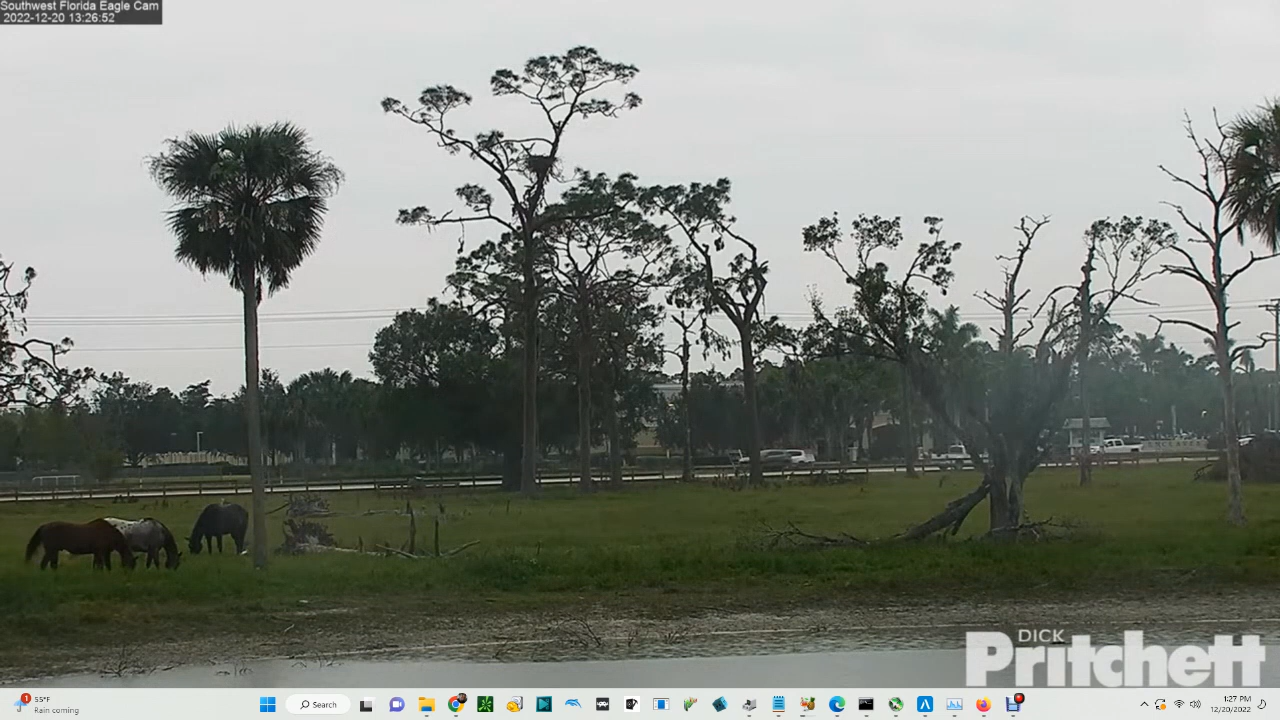 Southwest Florida Eagle Cam
2022-12-20 13:26:52
DICK
Pritchett
1
55°F
Rain coming
Search
1:27 PM
12/20/2022